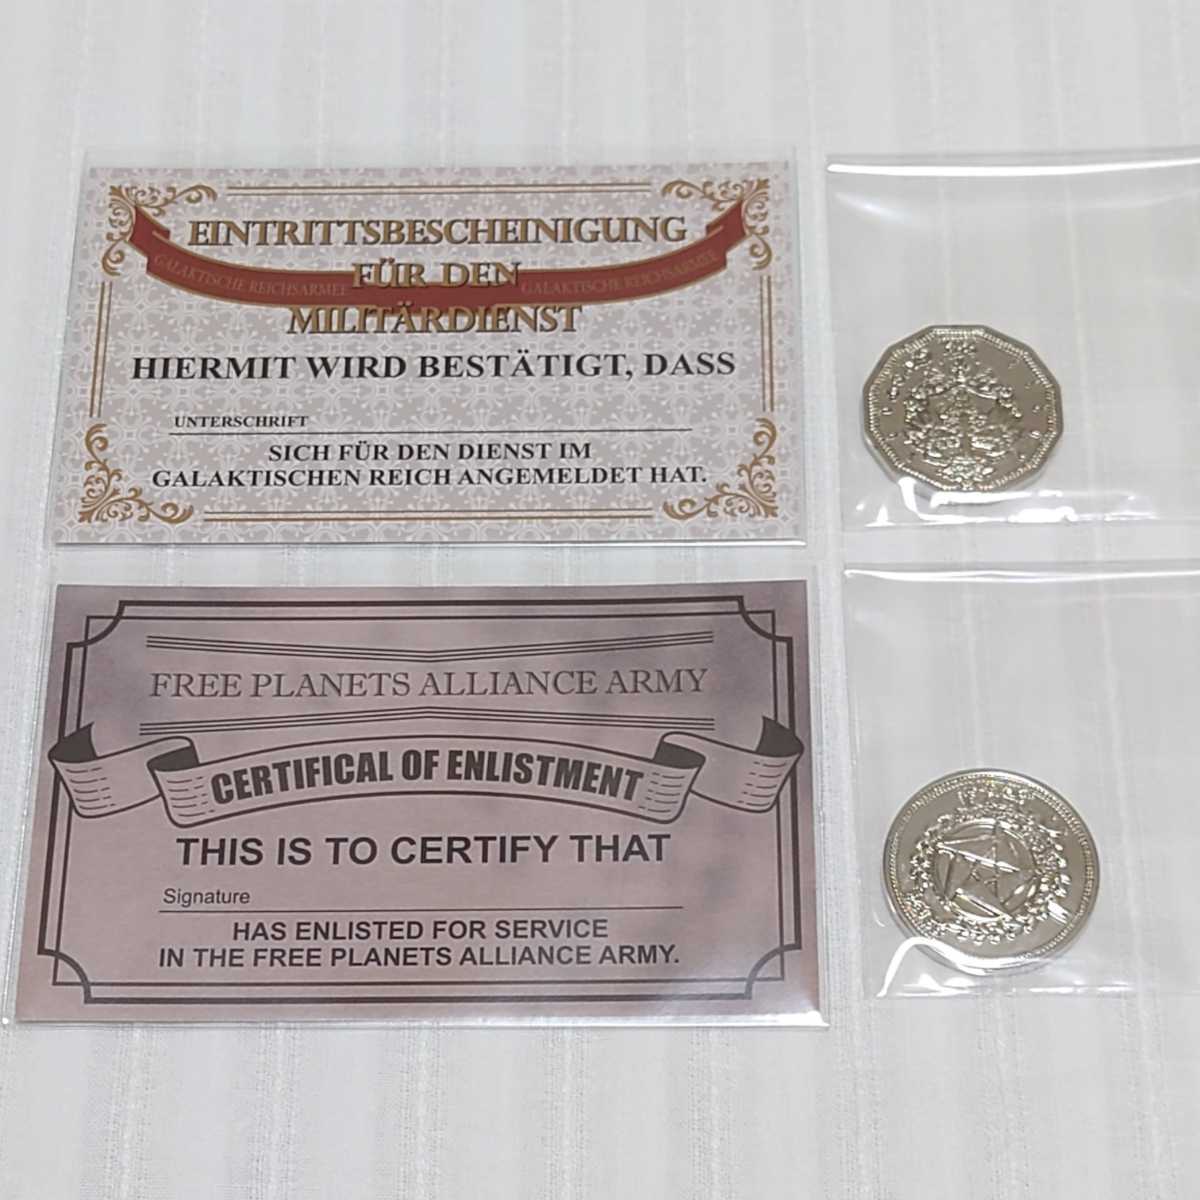 EINTRITTSBESCHEINIGUNG
FÜR DEN
GALAKTISCHE REICHSARMEE GALAKTISCHE REICHSARMEE
MILITÄRDIENST
HIERMIT WIRD BESTÄTIGT, DASS
UNTERSCHRIFT
SICH FÜR DEN DIENST IM
GALAKTISCHEN REICH ANGEMELDET HAT.
FREE PLANETS ALLIANCE ARMY
CERTIFICAL OF ENLISTMENT
THIS IS TO CERTIFY THAT
Signature
HAS ENLISTED FOR SERVICE
IN THE FREE PLANETS ALLIANCE ARMY.